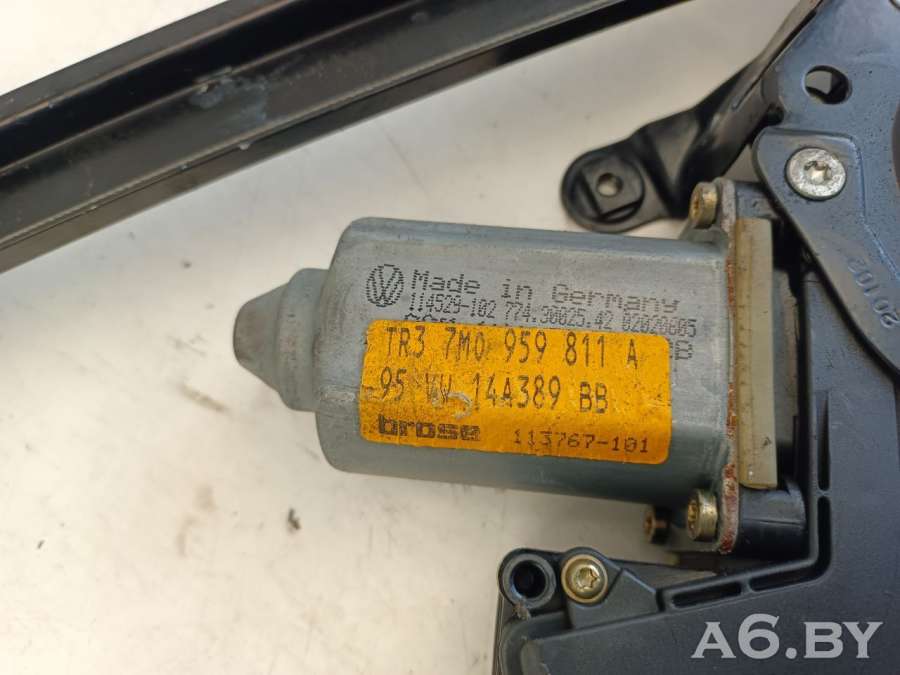 Made in Germany
114529-102 774.30025.42 02020605
TR3 7M0 959 811 A
95 VW 14A389 BB
brose 113767-101
A6.BY